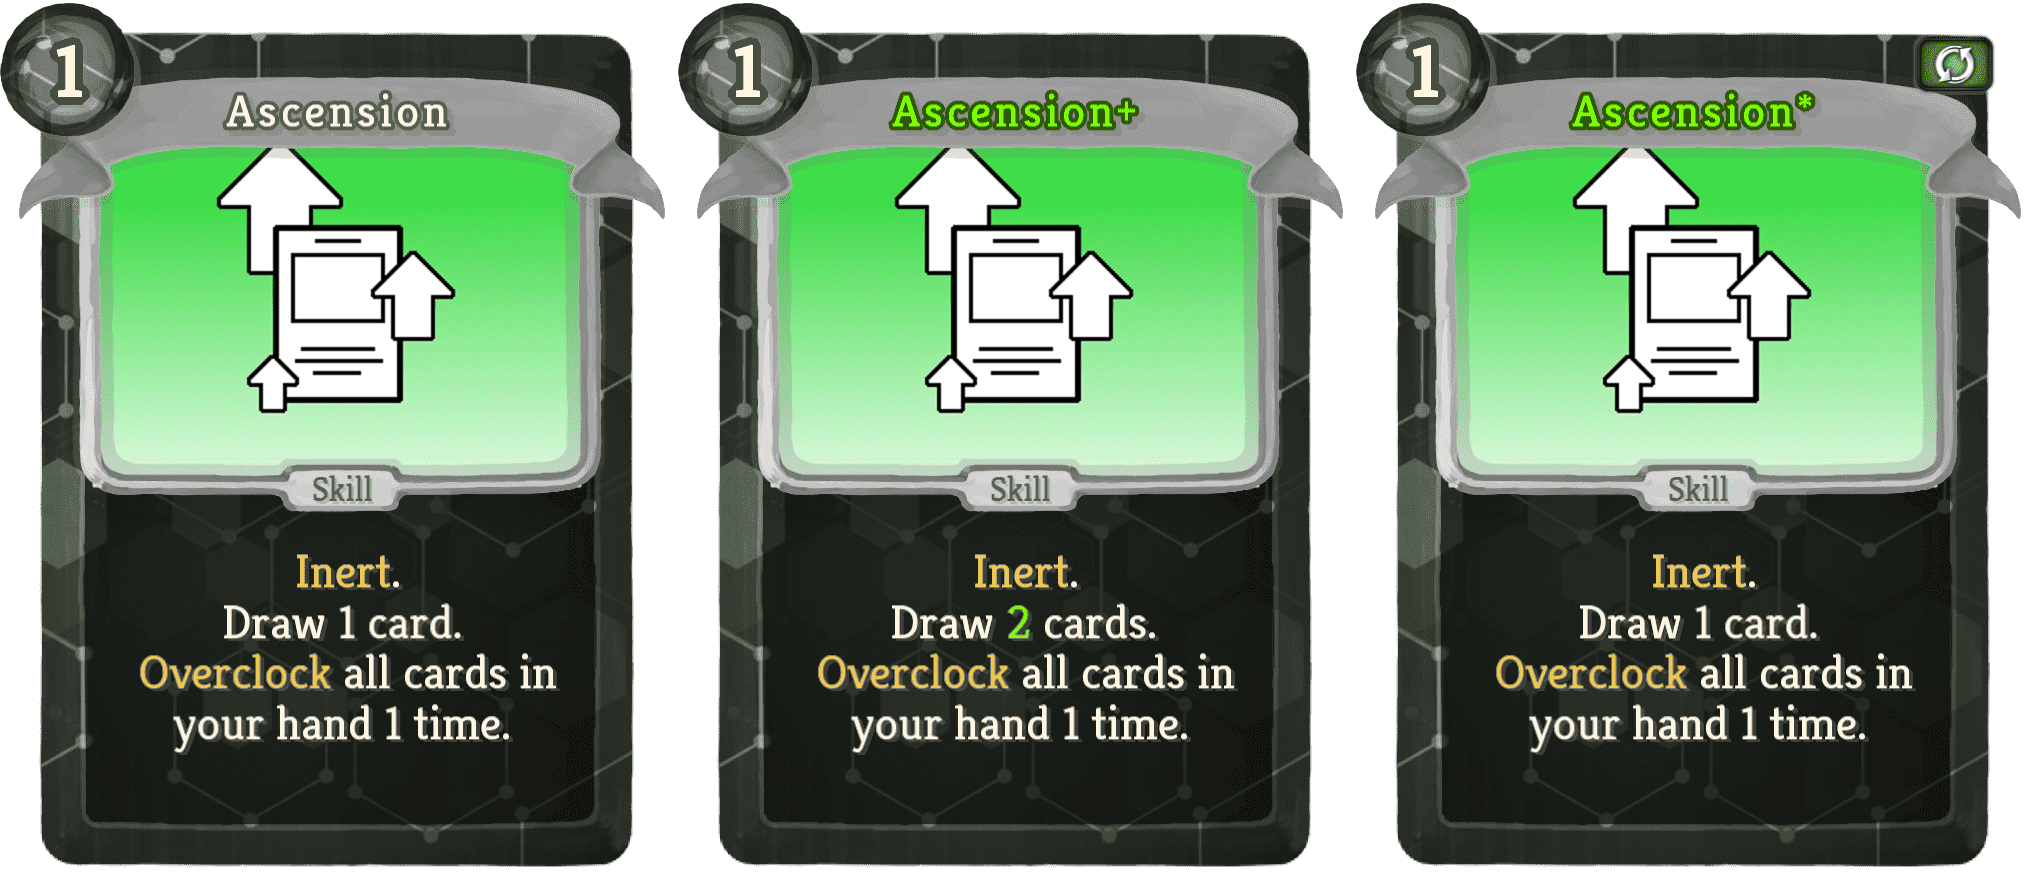 1
Ascension
Skill
Inert.
Draw 1 card.
Overclock all cards in
your hand 1 time.
1
Ascension+
Skill
Inert.
Draw 2 cards.
Overclock all cards in
your hand 1 time.
1
Ascension*
Skill
Inert.
Draw 1 card.
Overclock all cards in
your hand 1 time.